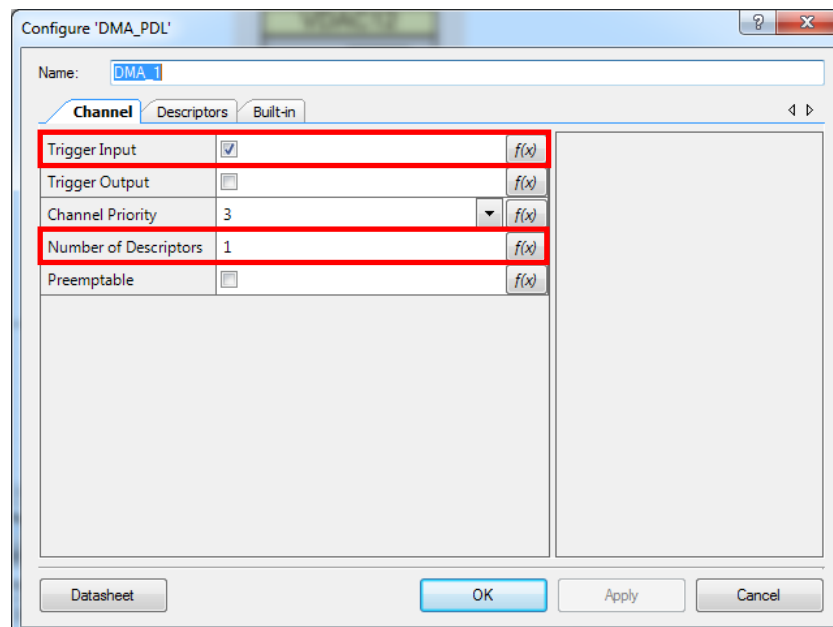 VDAC12
Configure 'DMA_PDL'
Name: DMA_1
Channel Descriptors Built-in
Trigger Input f(x)
Trigger Output f(x)
Channel Priority 3 f(x)
Number of Descriptors 1 f(x)
Preemptable f(x)
Datasheet OK Apply Cancel